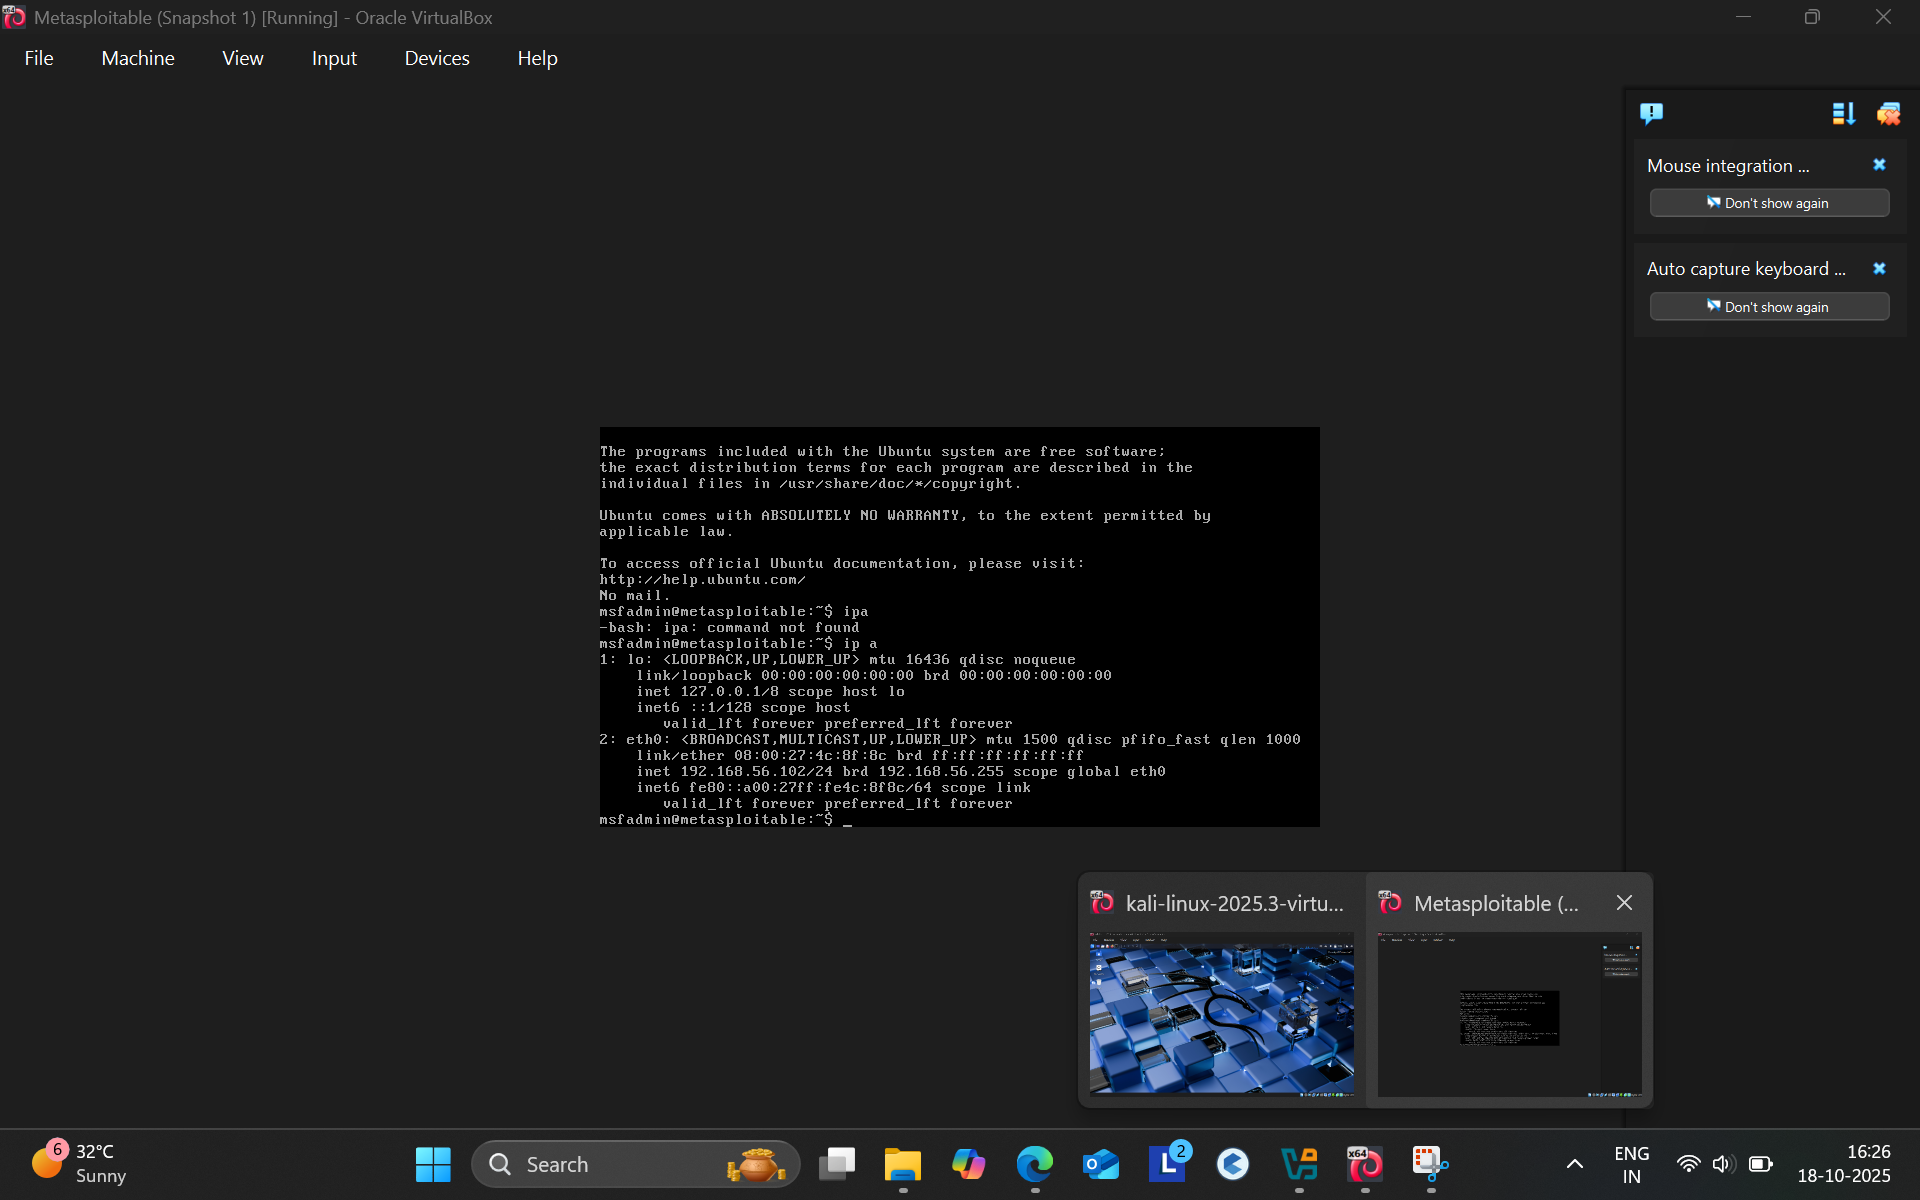 Metasploitable (Snapshot 1) [Running] - Oracle VirtualBox
File Machine View Input Devices Help
Mouse integration ...
Don't show again
Auto capture keyboard ...
Don't show again
The programs included with the Ubuntu system are free software;
the exact distribution terms for each program are described in the
individual files in /usr/share/doc/*/copyright.
Ubuntu comes with ABSOLUTELY NO WARRANTY, to the extent permitted by
applicable law.
To access official Ubuntu documentation, please visit:
http://help.ubuntu.com/
No mail.
msfadmin@metasploitable:~$ ipa
-bash: ipa: command not found
msfadmin@metasploitable:~$ ip a
1: lo: <LOOPBACK,UP,LOWER_UP> mtu 16436 qdisc noqueue
link/loopback 00:00:00:00:00:00 brd 00:00:00:00:00:00
inet 127.0.0.1/8 scope host lo
inet6 ::1/128 scope host
valid_lft forever preferred_lft forever
2: eth0: <BROADCAST,MULTICAST,UP,LOWER_UP> mtu 1500 qdisc pfifo_fast qlen 1000
link/ether 08:00:27:4c:8f:8c brd ff:ff:ff:ff:ff:ff
inet 192.168.56.102/24 brd 192.168.56.255 scope global eth0
inet6 fe80::a00:27ff:fe4c:8f8c/64 scope link
valid_lft forever preferred_lft forever
msfadmin@metasploitable:~$ _
kali-linux-2025.3-virtu...
Metasploitable (...
6
32°C
Sunny
Search
2
x64
ENG
IN
16:26
18-10-2025